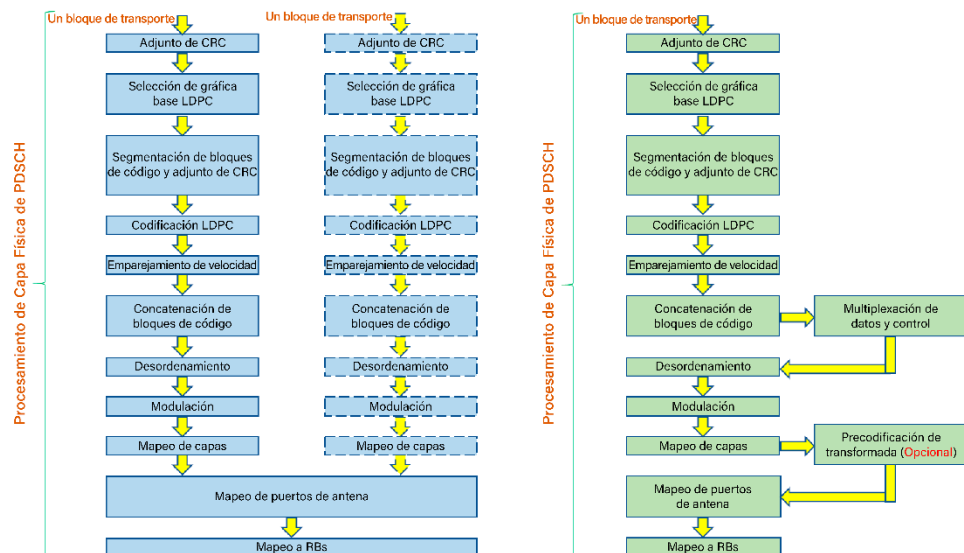 Procesamiento de Capa Física de PDSCH
Un bloque de transporte
Adjunto de CRC
Selección de gráfica
base LDPC
Segmentación de bloques
de código y adjunto de CRC
Codificación LDPC
Emparejamiento de velocidad
Concatenación de
bloques de código
Desordenamiento
Modulación
Mapeo de capas
Un bloque de transporte
Adjunto de CRC
Selección de gráfica
base LDPC
Segmentación de bloques
de código y adjunto de CRC
Codificación LDPC
Emparejamiento de velocidad
Concatenación de
bloques de código
Desordenamiento
Modulación
Mapeo de capas
Mapeo de puertos de antena
Mapeo a RBs
Procesamiento de Capa Física de PDSCH
Un bloque de transporte
Adjunto de CRC
Selección de gráfica
base LDPC
Segmentación de bloques
de código y adjunto de CRC
Codificación LDPC
Emparejamiento de velocidad
Concatenación de
bloques de código
Multiplexación de
datos y control
Desordenamiento
Modulación
Mapeo de capas
Precodificación de
transformada (Opcional)
Mapeo de puertos
de antena
Mapeo a RBs